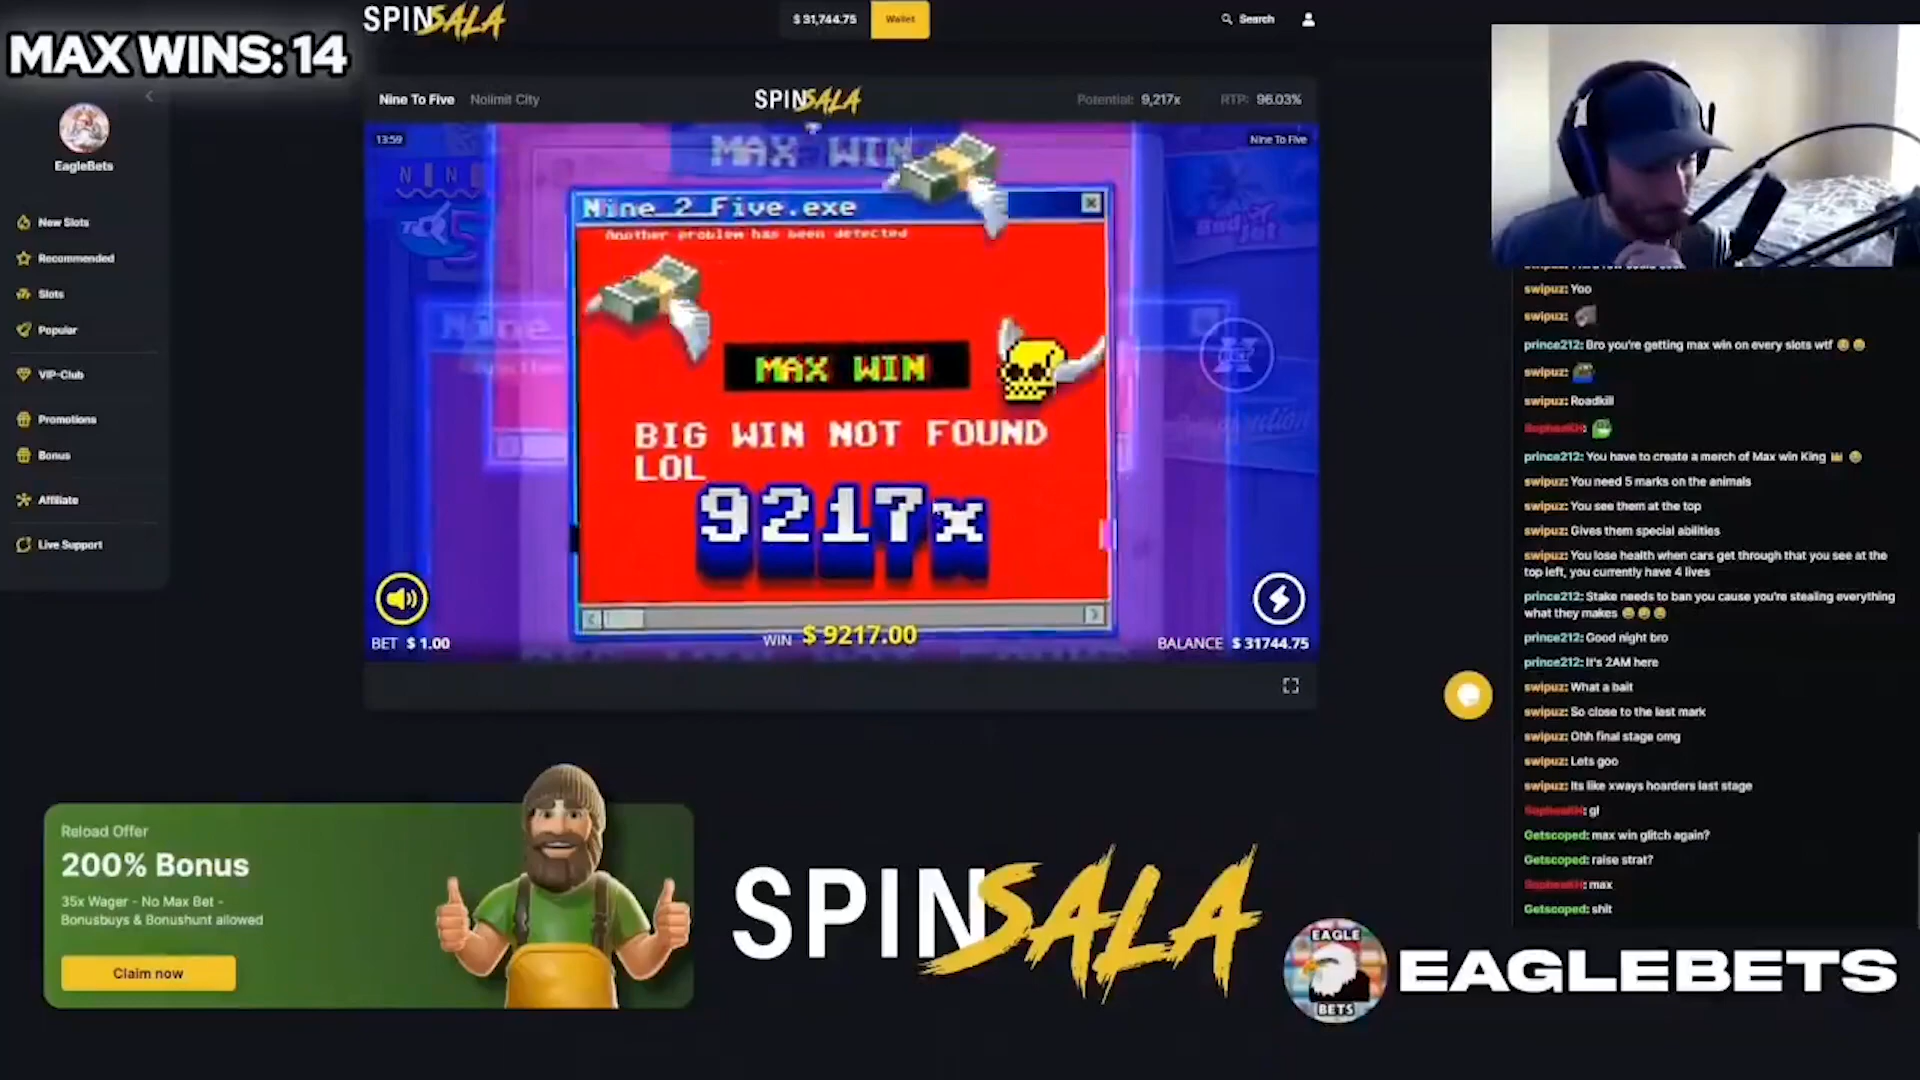 MAX WINS: 14
SPINSALA
$ 31,744.75
Wallet
Search
EagleBets
New Slots
Recommended
Slots
Popular
VIP-Club
Promotions
Bonus
Affiliate
Live Support
Nine To Five
Nolimit City
SPINSALA
Potential: 9,217x
RTP: 96.03%
13:59
Nine To Five
MAX WIN
Nine_2_Five.exe
Another problem has been detected
MAX WIN
BIG WIN NOT FOUND
LOL
9217x
BET $ 1.00
WIN $ 9217.00
BALANCE $ 31744.75
swipuz: Yoo
swipuz:
prince212: Bro you're getting max win on every slots wtf
swipuz:
swipuz: Roadkill
prince212: You have to create a merch of Max win King
swipuz: You need 5 marks on the animals
swipuz: You see them at the top
swipuz: Gives them special abilities
swipuz: You lose health when cars get through that you see at the
top left, you currently have 4 lives
prince212: Stake needs to ban you cause you're stealing everything
what they makes
prince212: Good night bro
prince212: It's 2AM here
swipuz: What a bait
swipuz: So close to the last mark
swipuz: Ohh final stage omg
swipuz: Lets goo
swipuz: Its like xways hoarders last stage
gl
Getscoped: max win glitch again?
Getscoped: raise strat?
max
Getscoped: shit
Reload Offer
200% Bonus
35x Wager - No Max Bet -
Bonusbuys & Bonushunt allowed
Claim now
SPINSALA
EAGLE
BETS
EAGLEBETS